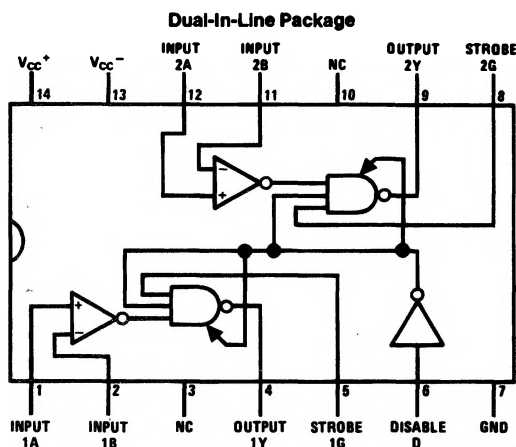 Dual-In-Line Package
VCC+ VCC− INPUT 2A INPUT 2B NC OUTPUT 2Y STROBE 2G
14 13 12 11 10 9 8
−
+
+
−
1 2 3 4 5 6 7
INPUT 1A INPUT 1B NC OUTPUT 1Y STROBE 1G DISABLE D GND